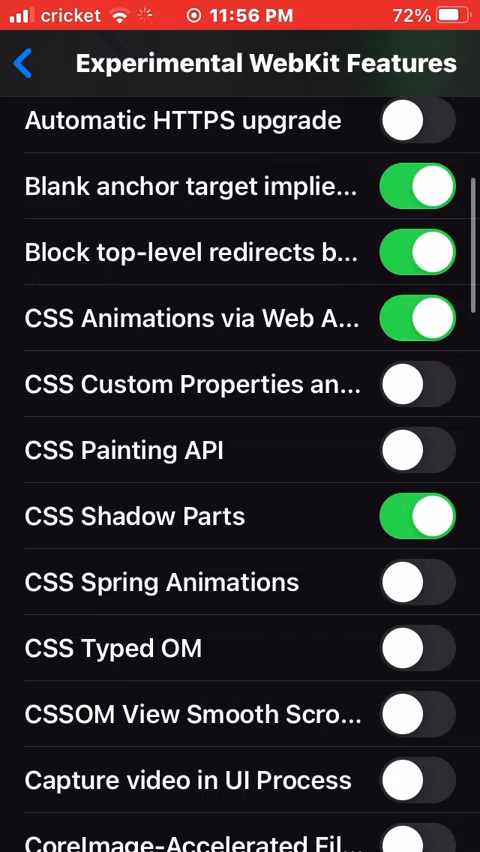 cricket 11:56 PM 72%
Experimental WebKit Features
Automatic HTTPS upgrade
Blank anchor target implie...
Block top-level redirects b...
CSS Animations via Web A...
CSS Custom Properties an...
CSS Painting API
CSS Shadow Parts
CSS Spring Animations
CSS Typed OM
CSSOM View Smooth Scro...
Capture video in UI Process
CoreImage-Accelerated Fil...